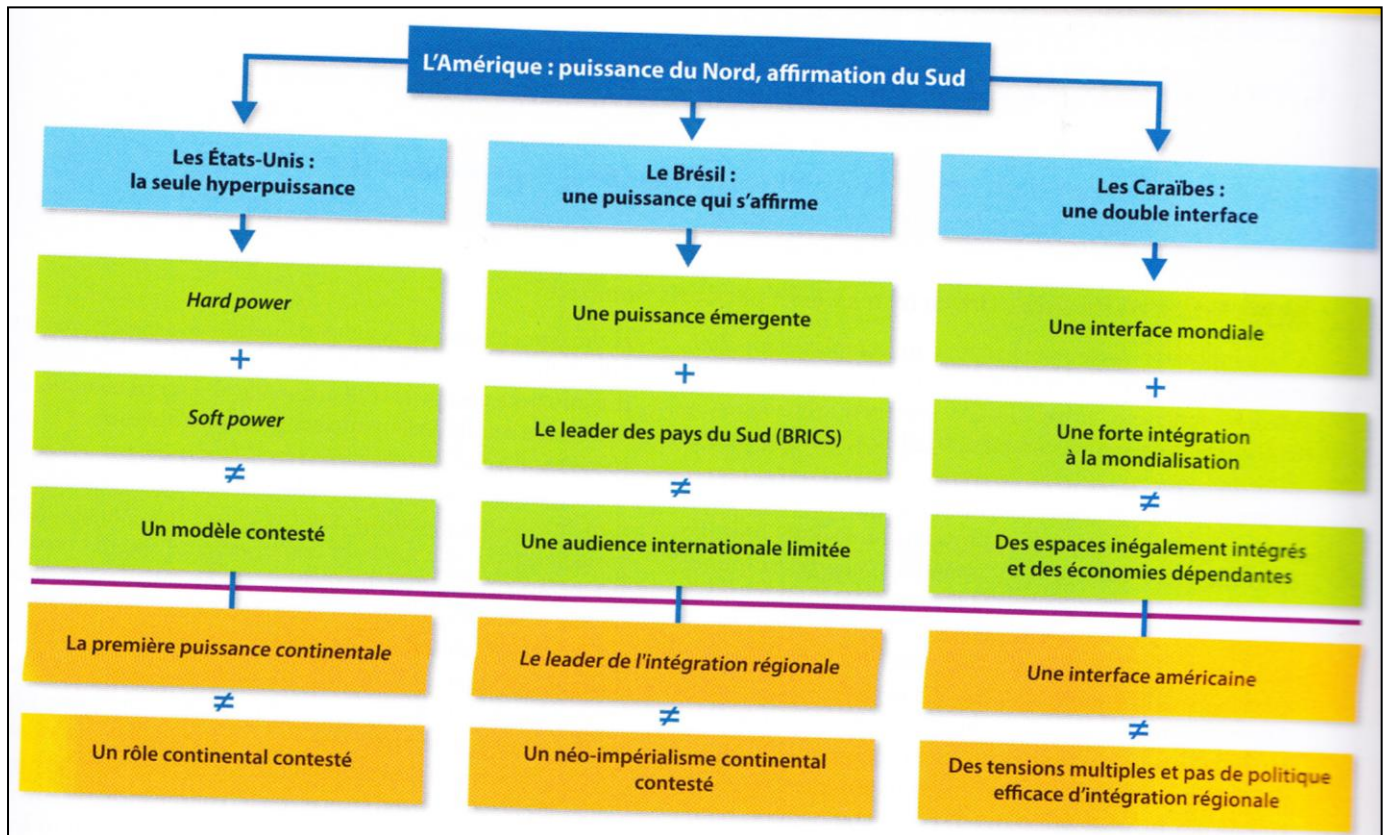 L'Amérique : puissance du Nord, affirmation du Sud
Les États-Unis :
la seule hyperpuissance
Hard power
+
Soft power
≠
Un modèle contesté
La première puissance continentale
≠
Un rôle continental contesté
Le Brésil :
une puissance qui s'affirme
Une puissance émergente
+
Le leader des pays du Sud (BRICS)
≠
Une audience internationale limitée
Le leader de l'intégration régionale
≠
Un néo-impérialisme continental
contesté
Les Caraïbes :
une double interface
Une interface mondiale
+
Une forte intégration
à la mondialisation
≠
Des espaces inégalement intégrés
et des économies dépendantes
Une interface américaine
≠
Des tensions multiples et pas de politique
efficace d'intégration régionale